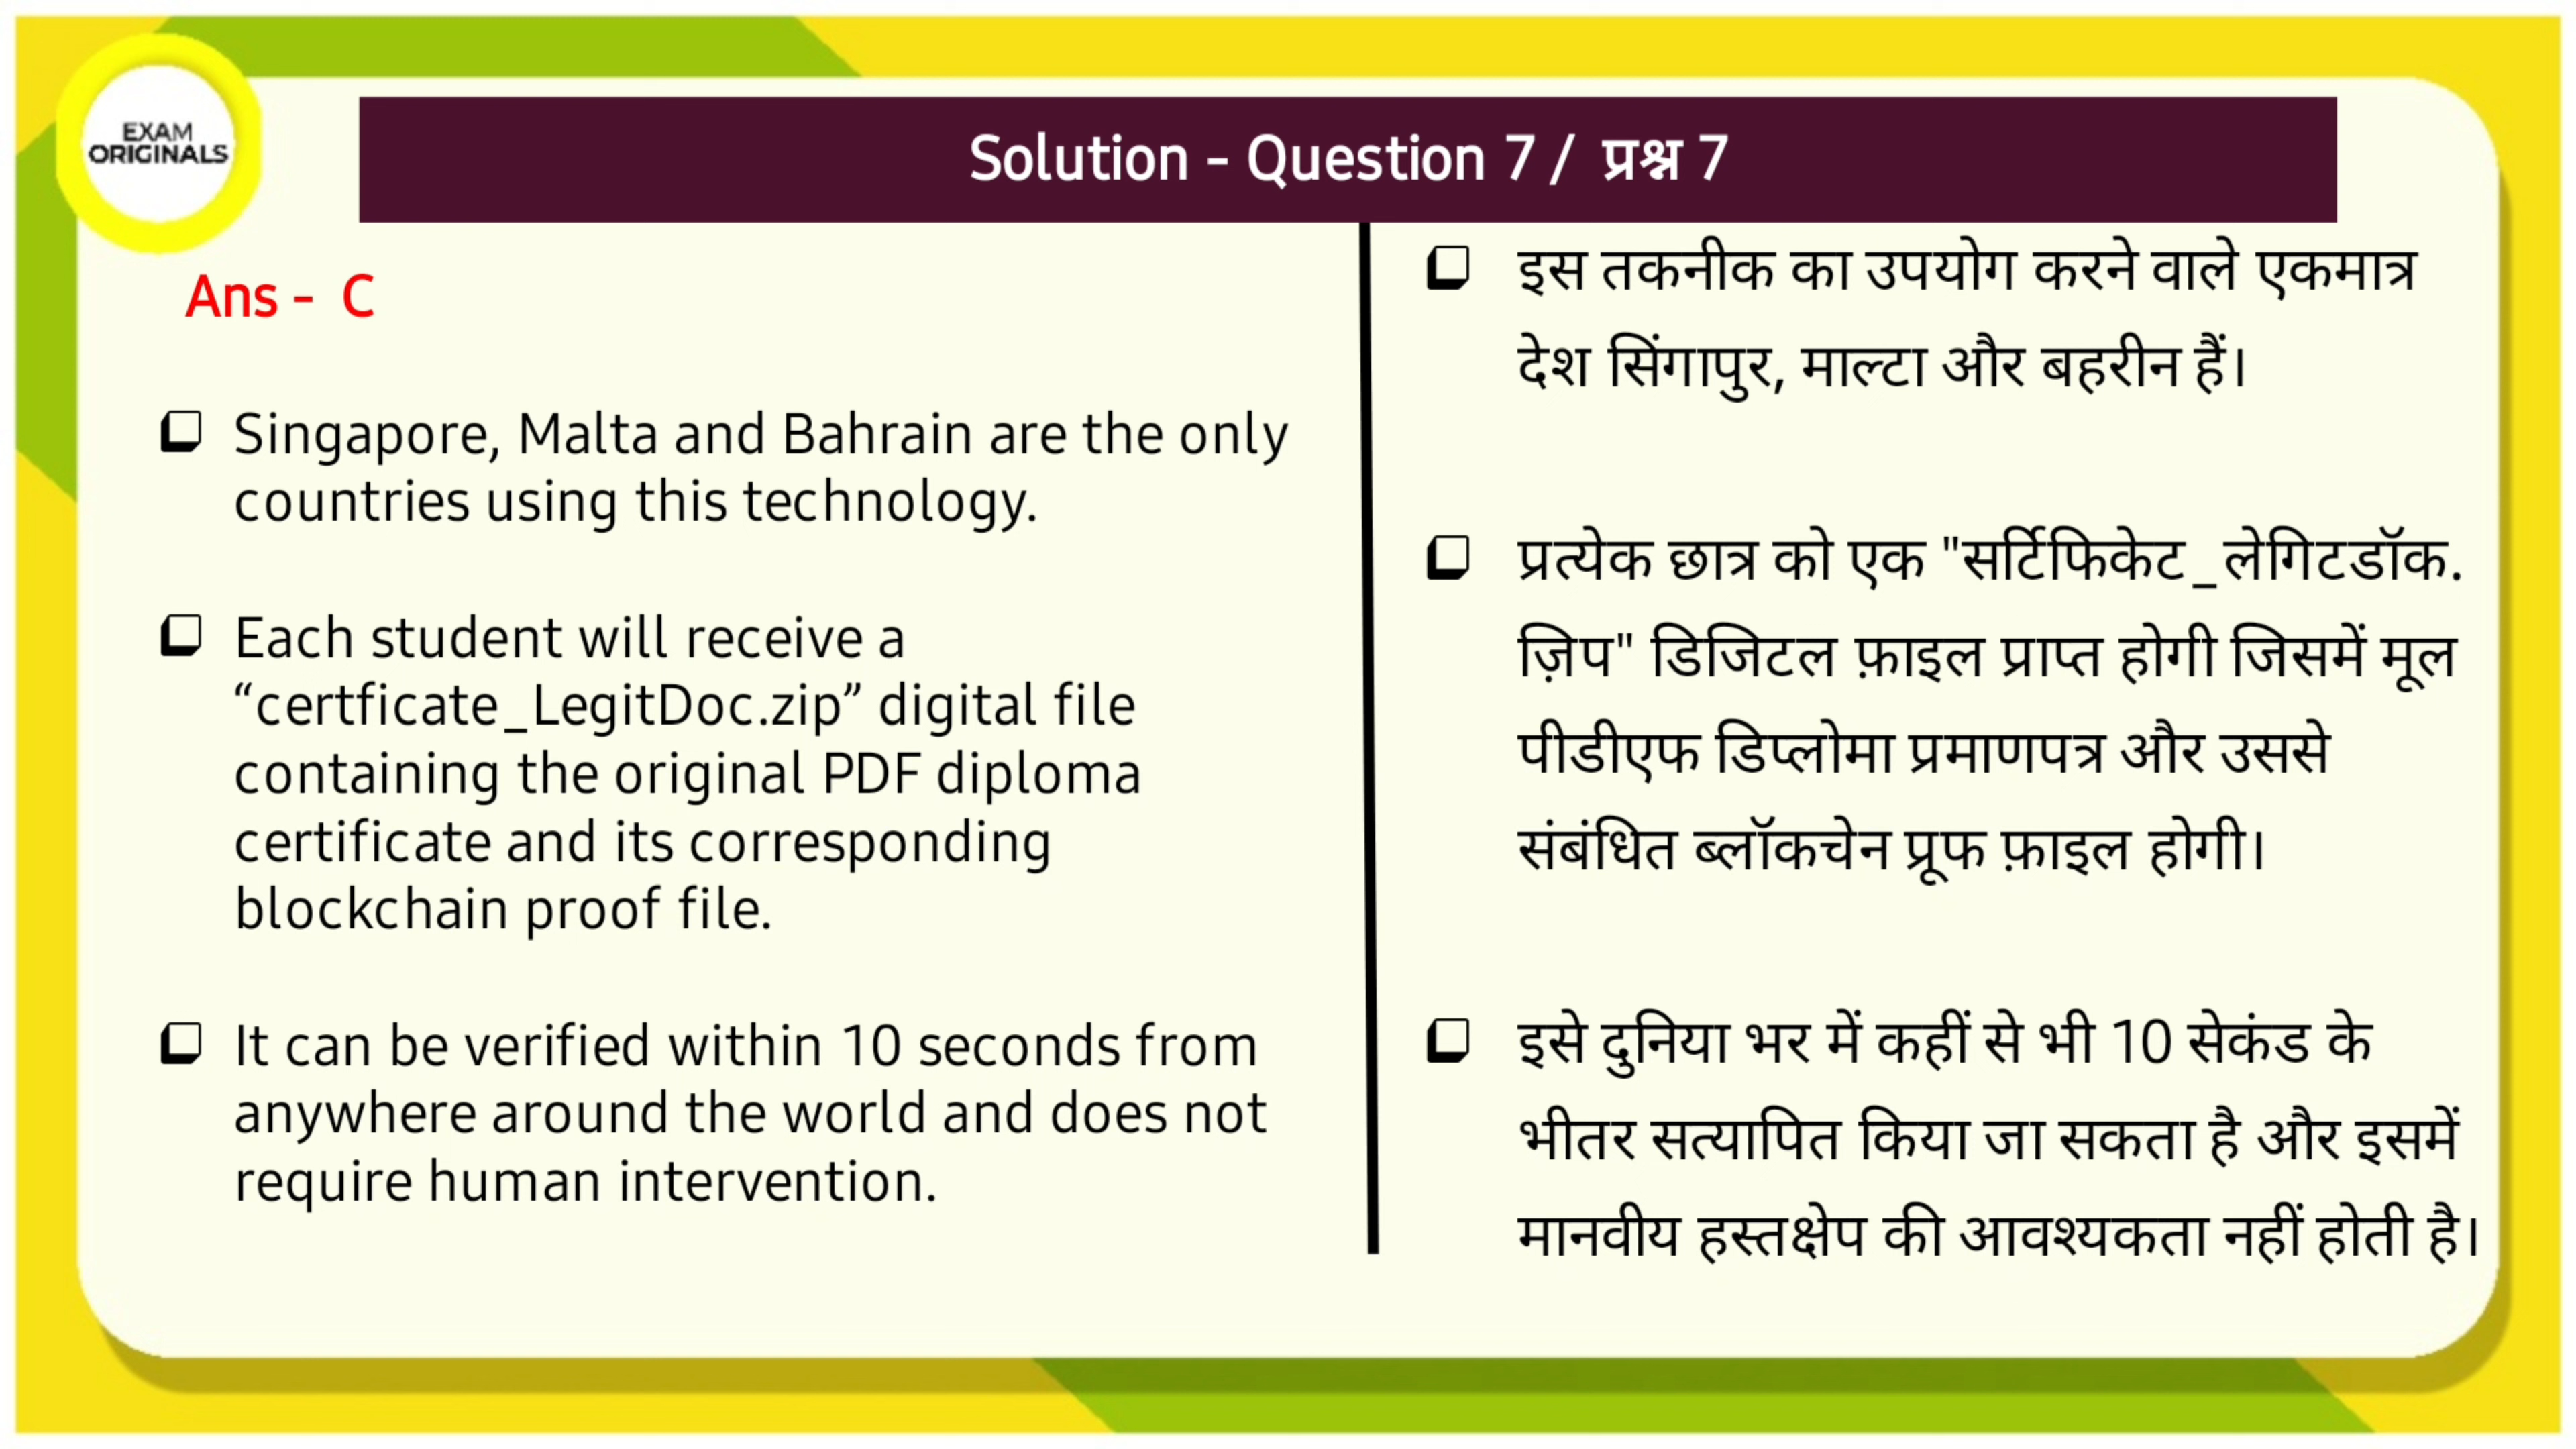 EXAM
ORIGINALS
Solution - Question 7 / प्रश्न 7
Ans - C
Singapore, Malta and Bahrain are the only
countries using this technology.
Each student will receive a
“certficate_LegitDoc.zip” digital file
containing the original PDF diploma
certificate and its corresponding
blockchain proof file.
It can be verified within 10 seconds from
anywhere around the world and does not
require human intervention.
इस तकनीक का उपयोग करने वाले एकमात्र
देश सिंगापुर, माल्टा और बहरीन हैं।
प्रत्येक छात्र को एक "सर्टिफिकेट_लेगिटडॉक.
ज़िप" डिजिटल फ़ाइल प्राप्त होगी जिसमें मूल
पीडीएफ डिप्लोमा प्रमाणपत्र और उससे
संबंधित ब्लॉकचेन प्रूफ फ़ाइल होगी।
इसे दुनिया भर में कहीं से भी 10 सेकंड के
भीतर सत्यापित किया जा सकता है और इसमें
मानवीय हस्तक्षेप की आवश्यकता नहीं होती है।